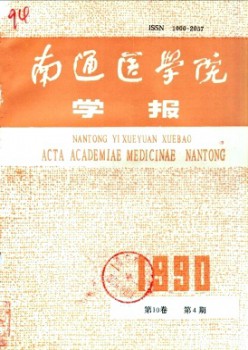 ISSN 1000-2057
南通医学院
学报
NANTONG YIXUEYUAN XUEBAO
ACTA ACADEMIAE MEDICINAE NANTONG
1990
第10卷 第4期